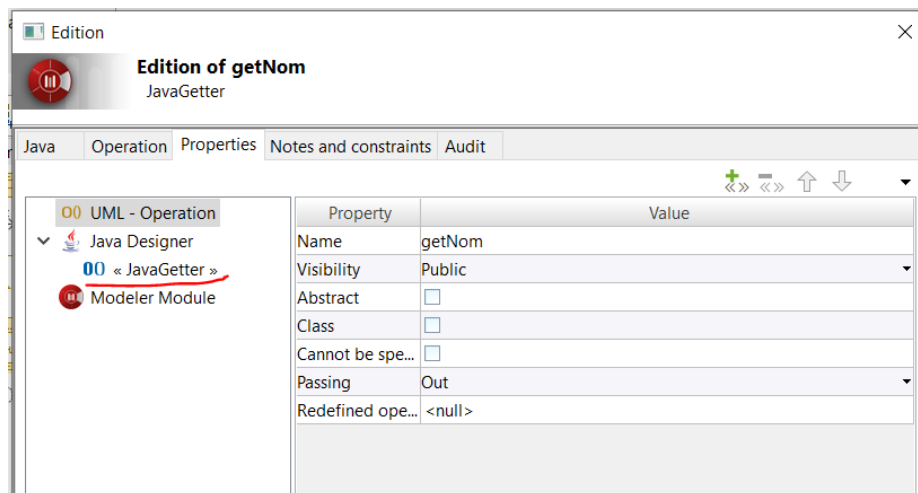 Edition
Edition of getNom
JavaGetter
Java Operation Properties Notes and constraints Audit
UML - Operation
Java Designer
« JavaGetter »
Modeler Module
Property Value
Name getNom
Visibility Public
Abstract
Class
Cannot be spe...
Passing Out
Redefined ope... <null>